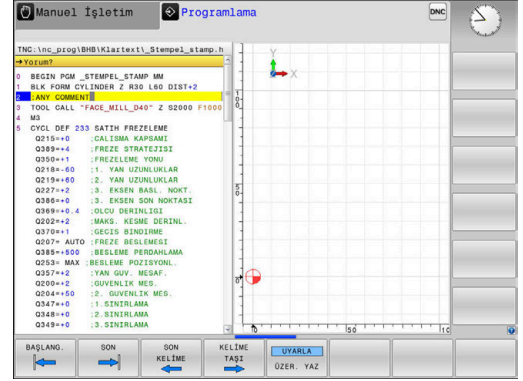 Manuel İşletim
Programlama
DNC
TNC:\nc_prog\BHB\Klartext\_Stempel_stamp.h
→Yorum?
0 BEGIN PGM _STEMPEL_STAMP MM
1 BLK FORM CYLINDER Z R30 L60 DIST+2
2 ;ANY COMMENT
3 TOOL CALL "FACE_MILL_D40" Z S2000 F1000
4 M3
5 CYCL DEF 233 SATIH FREZELEME
Q215=+0 ;CALISMA KAPSAMI
Q389=+4 ;FREZE STRATEJISI
Q350=+1 ;FREZELEME YONU
Q218=-60 ;1. YAN UZUNLUKLAR
Q219=+60 ;2. YAN UZUNLUKLAR
Q227=+2 ;3. EKSEN BASL. NOKT.
Q386=+0 ;3. EKSEN SON NOKTASI
Q369=+0.4 ;OLCU DERINLIGI
Q202=+2 ;MAKS. KESME DERINL.
Q370=+1 ;GECIS BINDIRME
Q207= AUTO ;FREZE BESLEMESI
Q385=+500 ;BESLEME PERDAHLAMA
Q253= MAX ;BESLEME POZISYONL.
Q357=+2 ;YAN GUV. MESAF.
Q200=+2 ;GUVENLIK MES.
Q204=+50 ;2. GUVENLIK MES.
Q347=+0 ;1.SINIRLAMA
Q348=+0 ;2.SINIRLAMA
Q349=+0 ;3.SINIRLAMA
Y
X
BAŞLANG.
SON
SON KELİME
KELİME TAŞI
UYARLA
ÜZER. YAZ